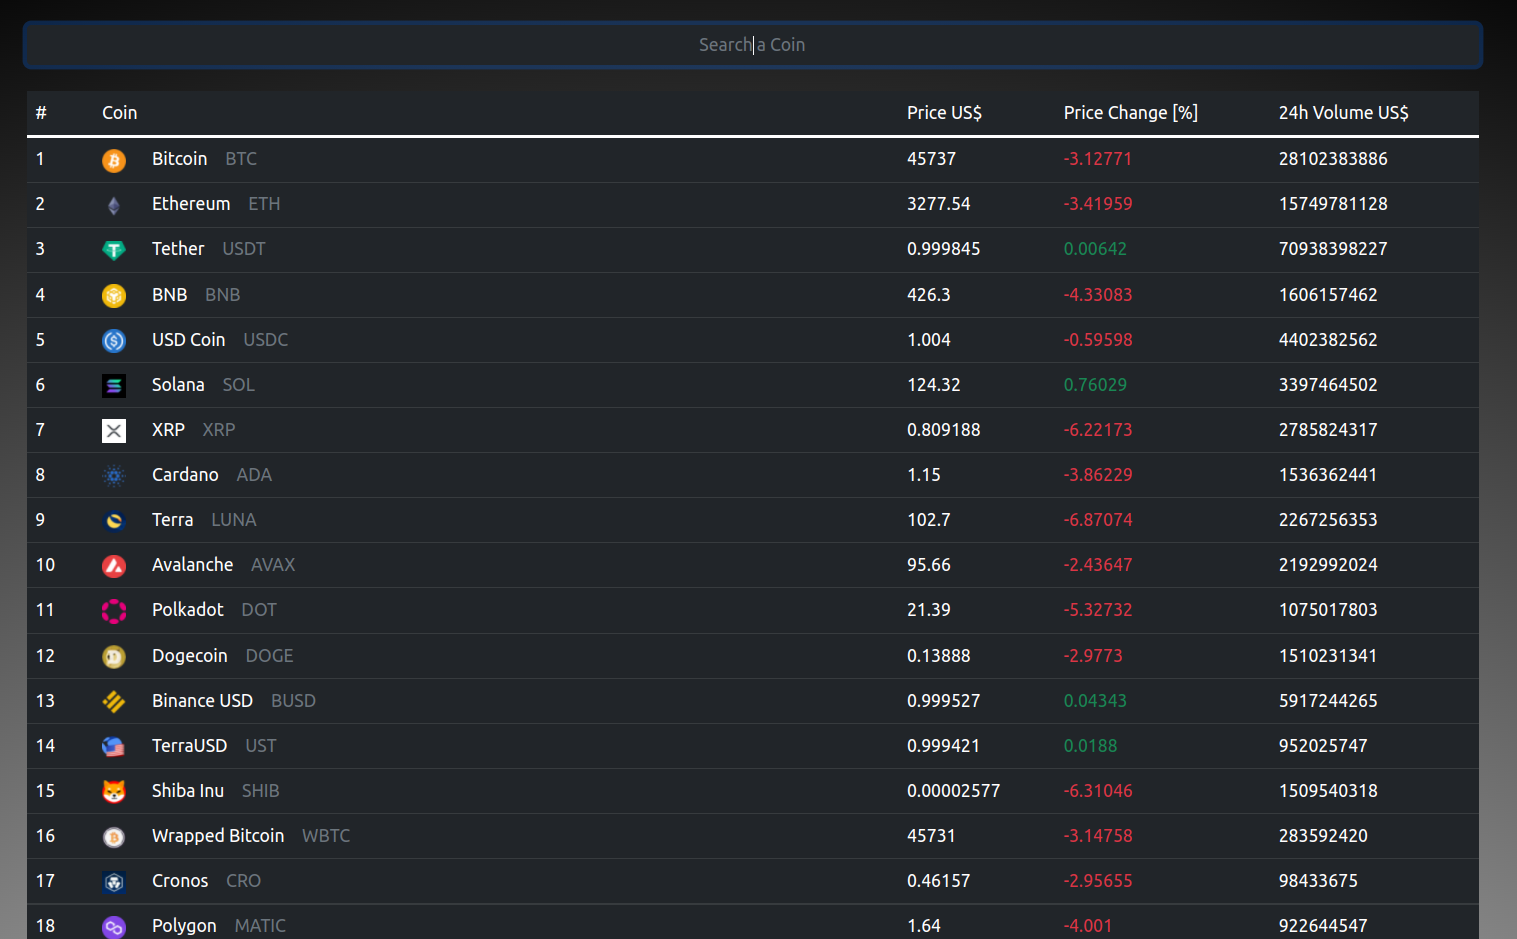 Search a Coin
# Coin Price US$ Price Change [%] 24h Volume US$
1 Bitcoin BTC 45737 -3.12771 28102383886
2 Ethereum ETH 3277.54 -3.41959 15749781128
3 Tether USDT 0.999845 0.00642 70938398227
4 BNB BNB 426.3 -4.33083 1606157462
5 USD Coin USDC 1.004 -0.59598 4402382562
6 Solana SOL 124.32 0.76029 3397464502
7 XRP XRP 0.809188 -6.22173 2785824317
8 Cardano ADA 1.15 -3.86229 1536362441
9 Terra LUNA 102.7 -6.87074 2267256353
10 Avalanche AVAX 95.66 -2.43647 2192992024
11 Polkadot DOT 21.39 -5.32732 1075017803
12 Dogecoin DOGE 0.13888 -2.9773 1510231341
13 Binance USD BUSD 0.999527 0.04343 5917244265
14 TerraUSD UST 0.999421 0.0188 952025747
15 Shiba Inu SHIB 0.00002577 -6.31046 1509540318
16 Wrapped Bitcoin WBTC 45731 -3.14758 283592420
17 Cronos CRO 0.46157 -2.95655 98433675
18 Polygon MATIC 1.64 -4.001 922644547